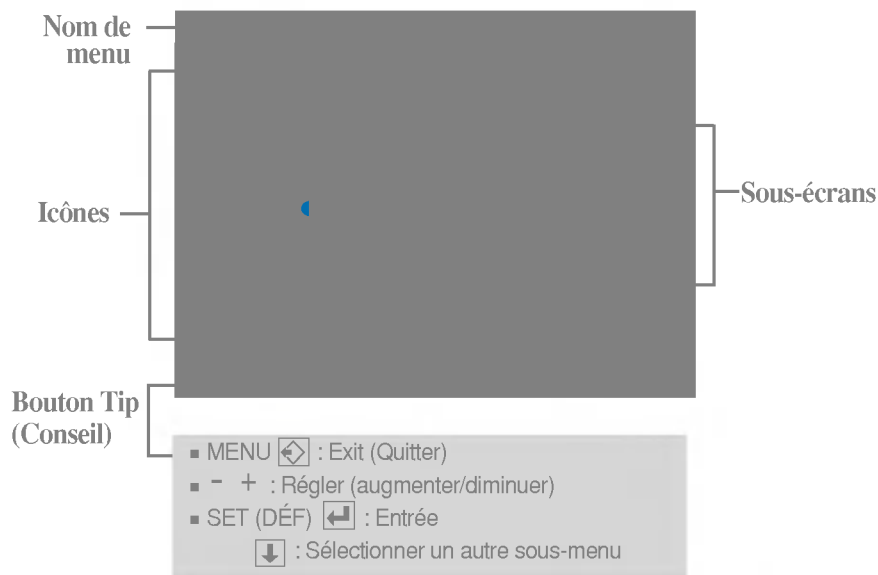 Nom de
menu
Icônes
Sous-écrans
Bouton Tip
(Conseil)
MENU : Exit (Quitter)
- + : Régler (augmenter/diminuer)
SET (DÉF) : Entrée
: Sélectionner un autre sous-menu